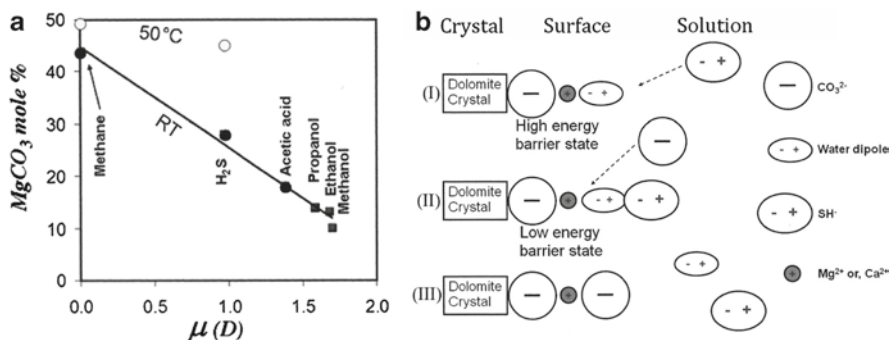 a
MgCO₃ mole %
50
40
30
20
10
0
50°C
RT
Methane
H₂S
Acetic acid
Propanol
Ethanol
Methanol
0.0 0.5 1.0 1.5 2.0
μ (D)
b
Crystal Surface Solution
(I)
Dolomite
Crystal
− + - +
High energy
barrier state
- +
− CO₃²⁻
- + Water dipole
- + SH⁻
+ Mg²⁺ or, Ca²⁺
(II)
Dolomite
Crystal
− + - + - +
Low energy
barrier state
−
(III)
Dolomite
Crystal
− + −
- +
- +